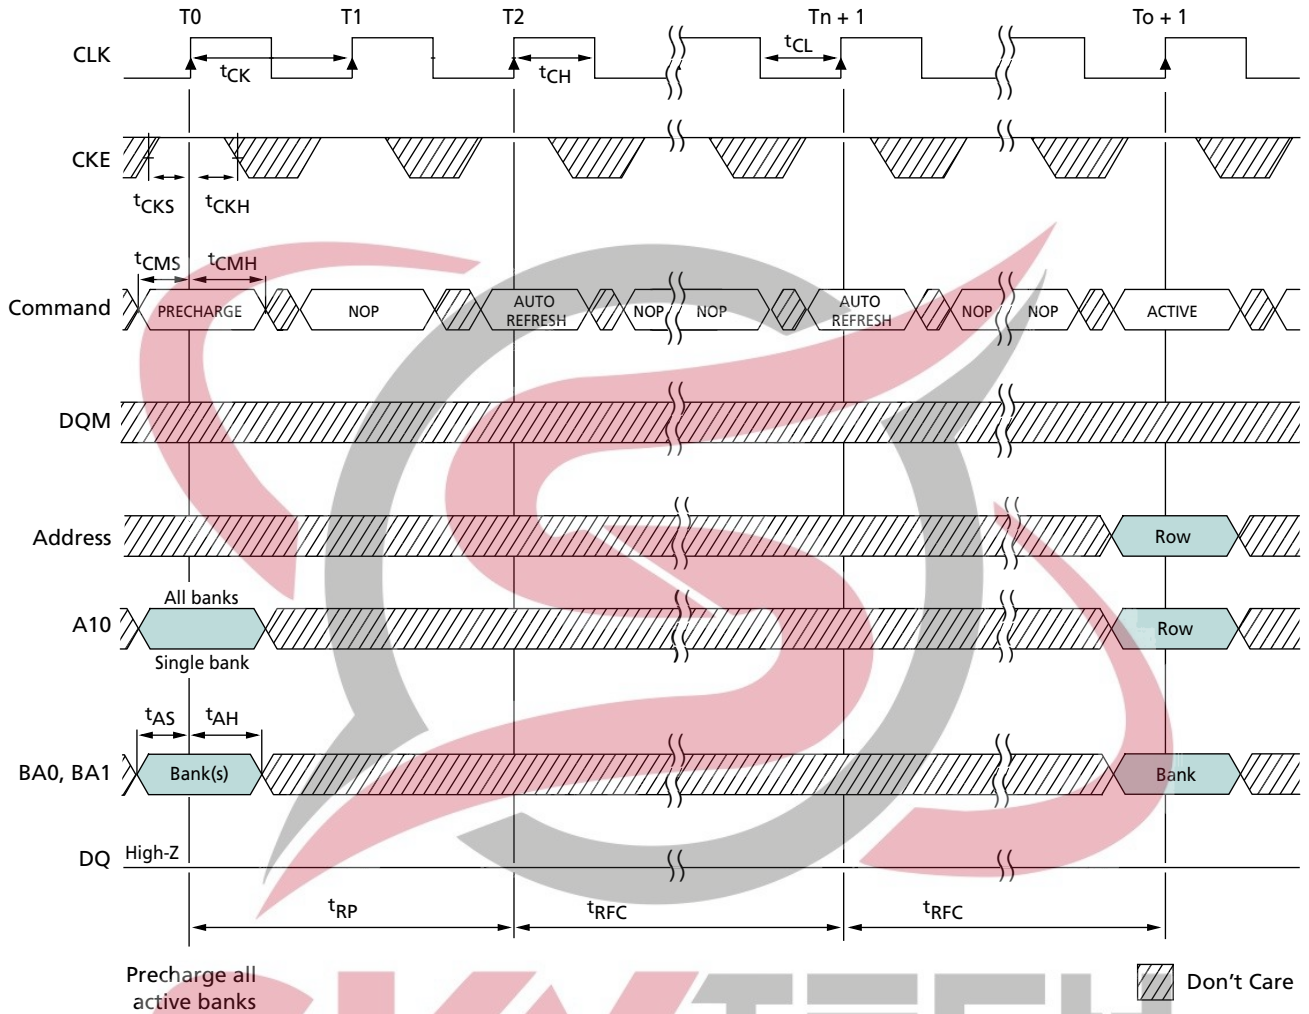 T0 T1 T2 Tn + 1 To + 1
CLK
tCK tCH tCL
CKE
tCKS tCKH
tCMS tCMH
Command
PRECHARGE NOP AUTO REFRESH NOP NOP AUTO REFRESH NOP NOP ACTIVE
DQM
Address
Row
All banks
A10
Row
Single bank
tAS tAH
BA0, BA1
Bank(s) Bank
DQ
High-Z
tRP tRFC tRFC
Precharge all
active banks
Don't Care
SKYTECH